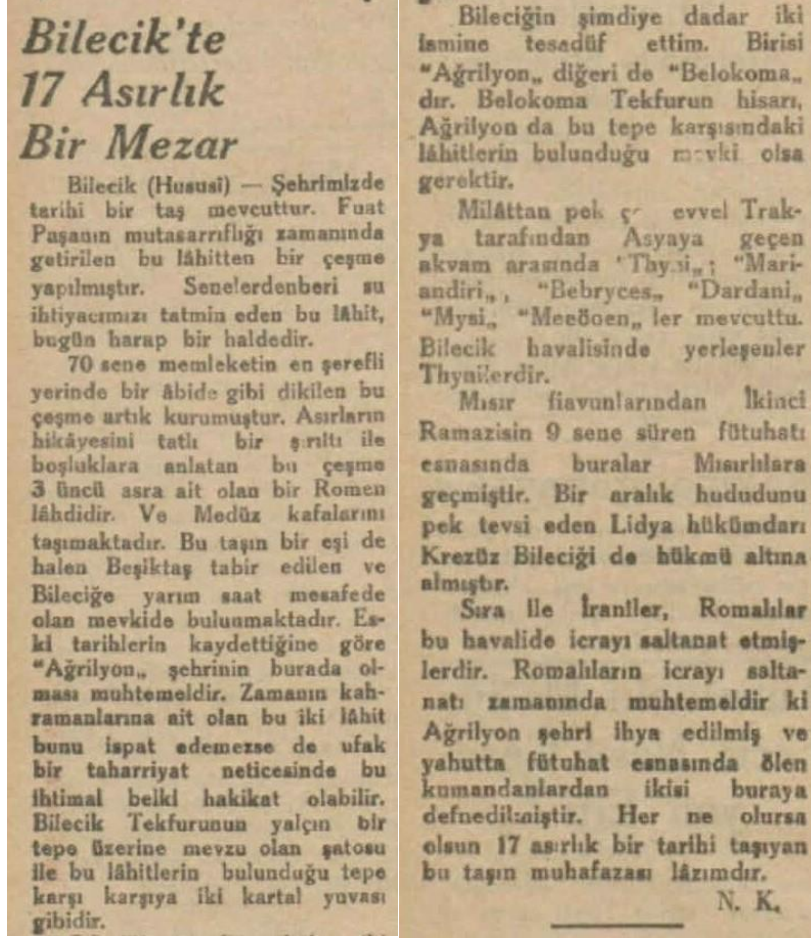 Bilecik'te
17 Asırlık
Bir Mezar
Bilecik (Hususî) — Şehrimizde
tarihi bir taş mevcuttur. Fuat
Paşanın mutasarrıflığı zamanında
getirilen bu lâhitten bir çeşme
yapılmıştır. Senelerdenberi su
ihtiyacımızı tatmin eden bu lâhit,
bugün harap bir haldedir.
70 sene memleketin en şerefli
yerinde bir âbide gibi dikilen bu
çeşme artık kurumuştur. Asırların
hikâyesini tatlı bir şırıltı ile
boşluklara anlatan bu çeşme
3 üncü asra ait olan bir Romen
lâhdidir. Ve Medüz kafalarını
taşımaktadır. Bu taşın bir eşi de
halen Beşiktaş tabir edilen ve
Bileciğe yarım saat mesafede
olan mevkide bulunmaktadır. Es-
ki tarihlerin kaydettiğine göre
"Ağrilyon„ şehrinin burada ol-
ması muhtemeldir. Zamanın kah-
ramanlarına ait olan bu iki lâhit
bunu ispat edemezse de ufak
bir taharriyat neticesinde bu
ihtimal belki hakikat olabilir.
Bilecik Tekfurunun yalçın bir
tepe üzerine mevzu olan şatosu
ile bu lâhitlerin bulunduğu tepe
karşı karşıya iki kartal yuvası
gibidir.
Bileciğin şimdiye dadar iki
ismine tesadüf ettim. Birisi
"Ağrilyon„ diğeri de "Belokoma„
dır. Belokoma Tekfurun hisarı,
Ağrilyon da bu tepe karşısındaki
lâhitlerin bulunduğu mevki olsa
gerektir.
Milâttan pek evvel Trak-
ya tarafından Asyaya geçen
akvam arasında "Mari-
andiri„, "Bebryces„ "Dardani„
"Mysi„ "Meeðoen„ ler mevcuttu.
Bilecik havalisinde yerleşenler
Thynilerdir.
Mısır fiavunlarından İkinci
Ramazisin 9 sene süren fütuhatı
esnasında buralar Mısırlılara
geçmiştir. Bir aralık hududunu
pek tevsi eden Lidya hükümdarı
Krezüz Bileciği de hükmü altına
almıştır.
Sıra ile İraniler, Romalılar
bu havalide icrayı saltanat etmiş-
lerdir. Romalıların icrayı salta-
natı zamanında muhtemeldir ki
Ağrilyon şehri ihya edilmiş ve
yahutta fütuhat esnasında ölen
kumandanlardan ikisi buraya
defnedilmiştir. Her ne olursa
olsun 17 asırlık bir tarihi taşıyan
bu taşın muhafazası lâzımdır.
N. K.